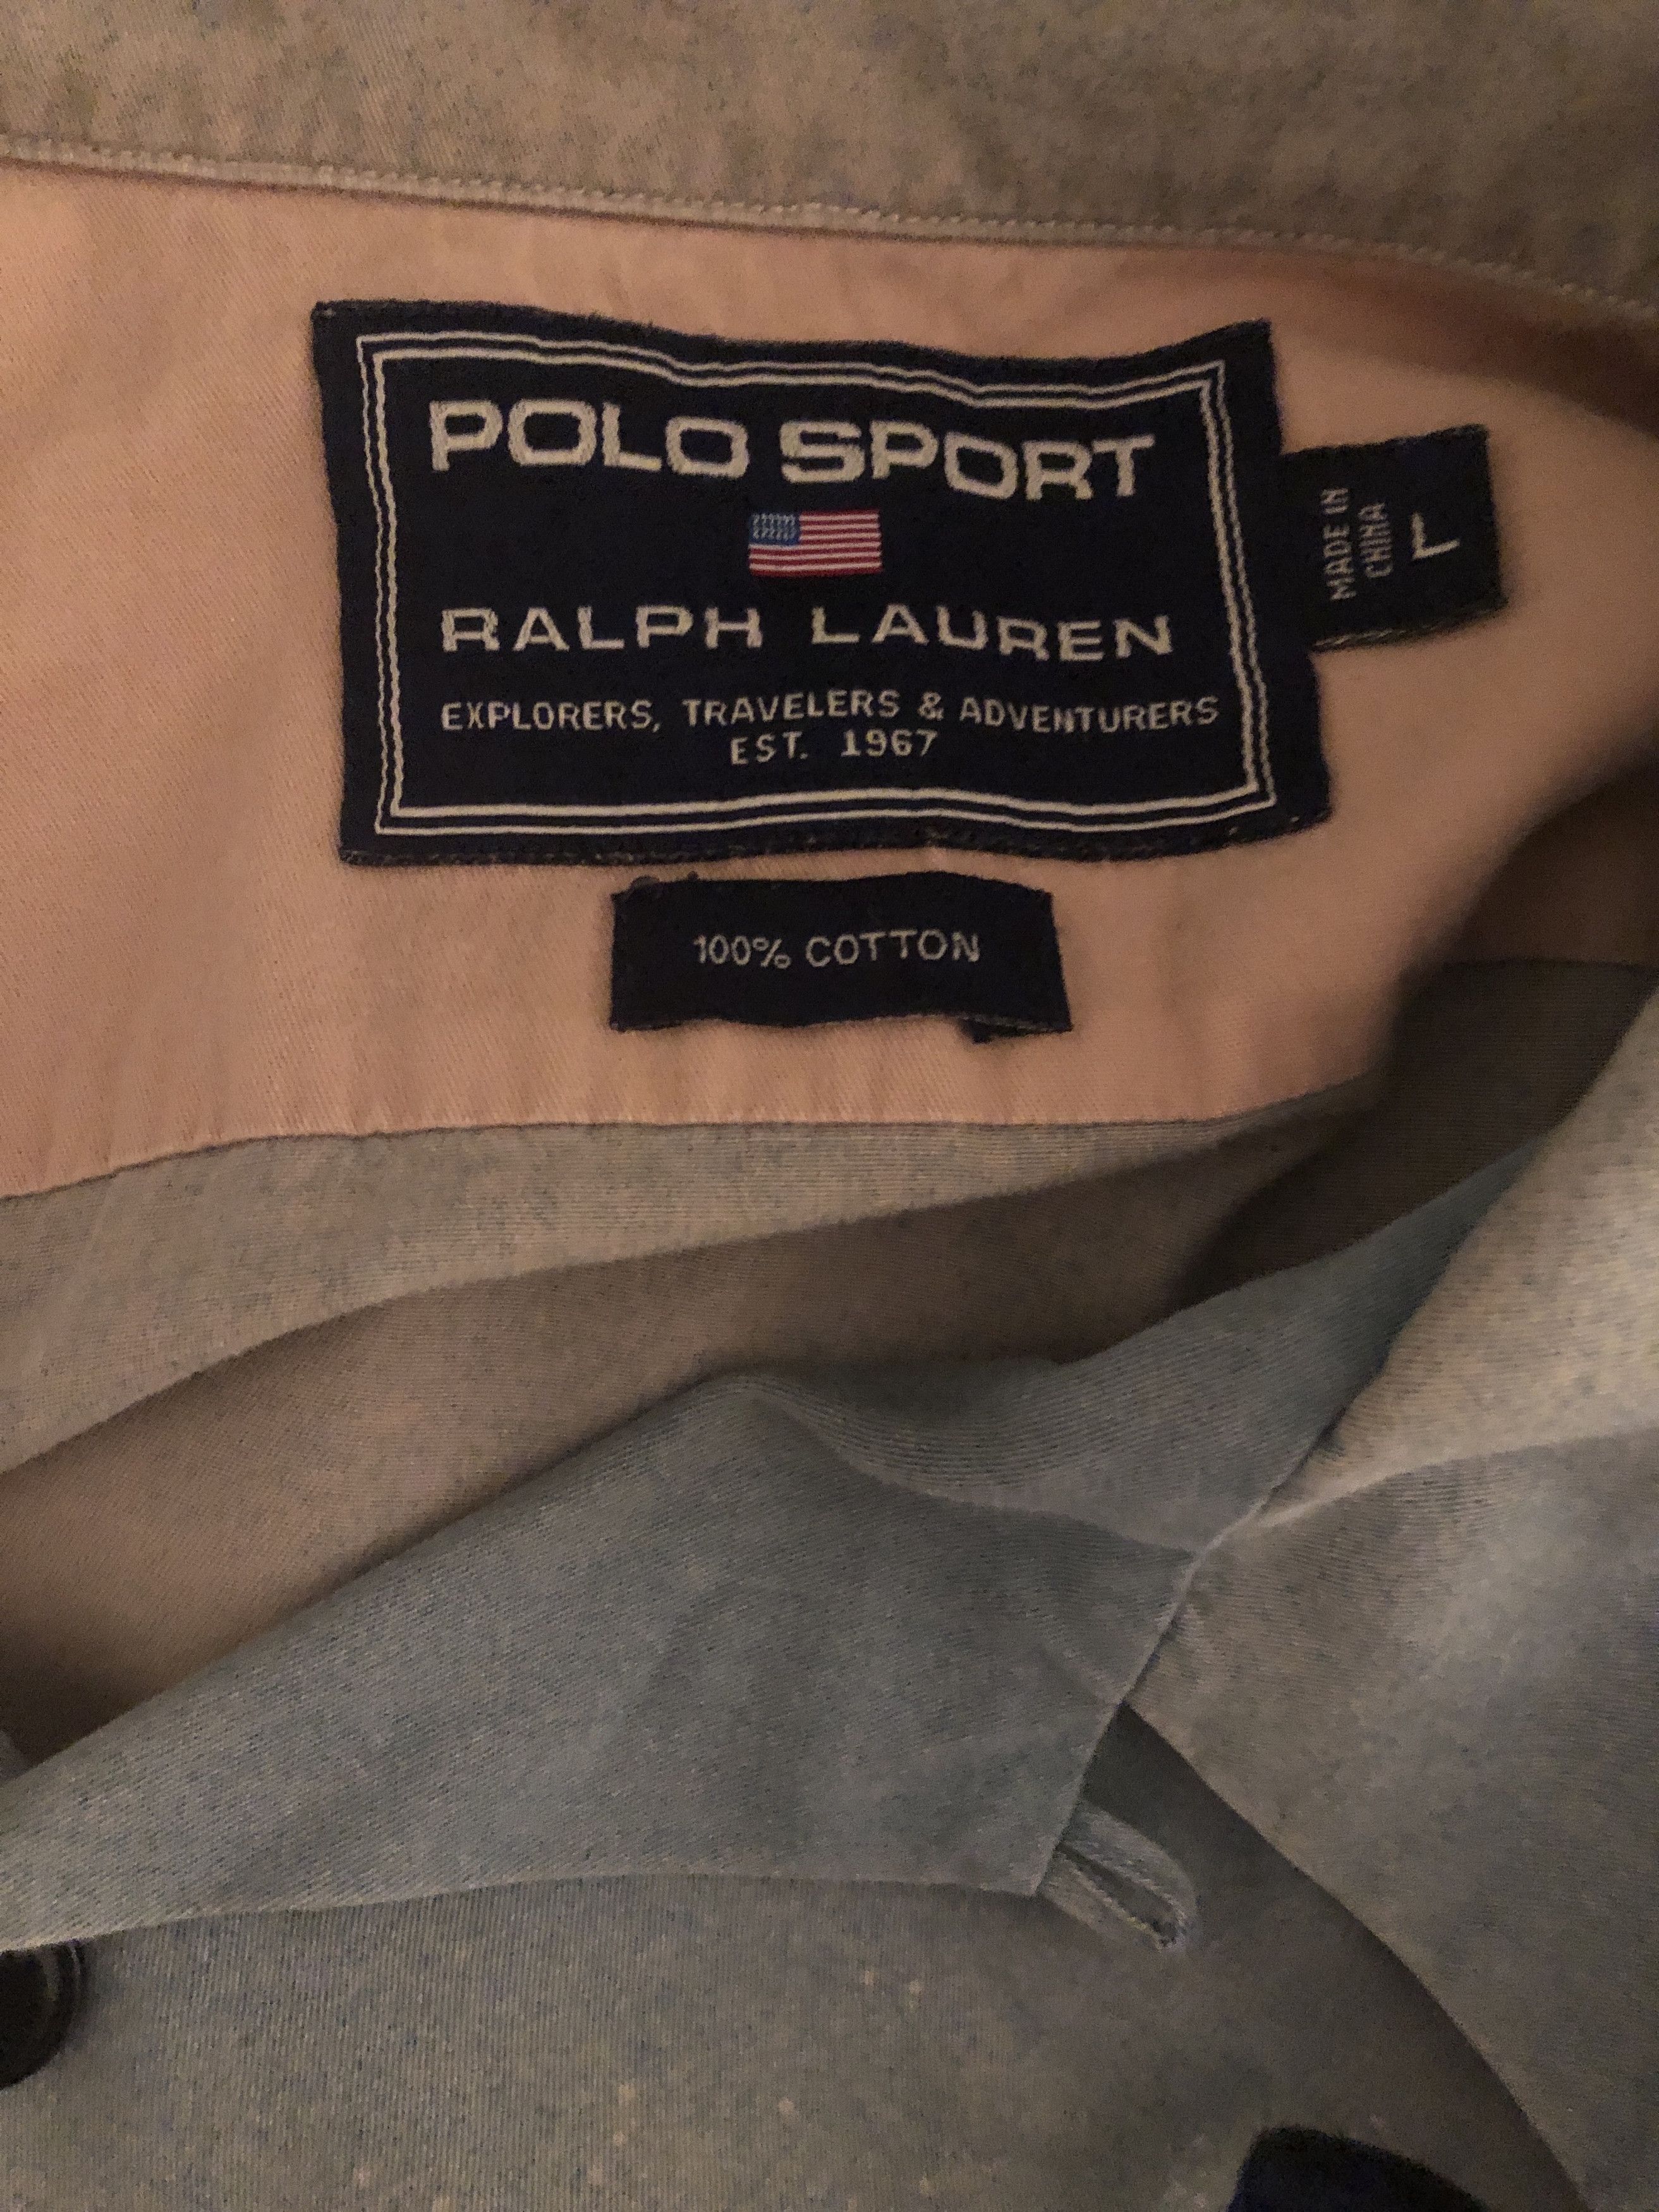 POLO SPORT
RALPH LAUREN
EXPLORERS, TRAVELERS & ADVENTURERS
EST. 1967
MADE IN
CHINA
L
100% COTTON